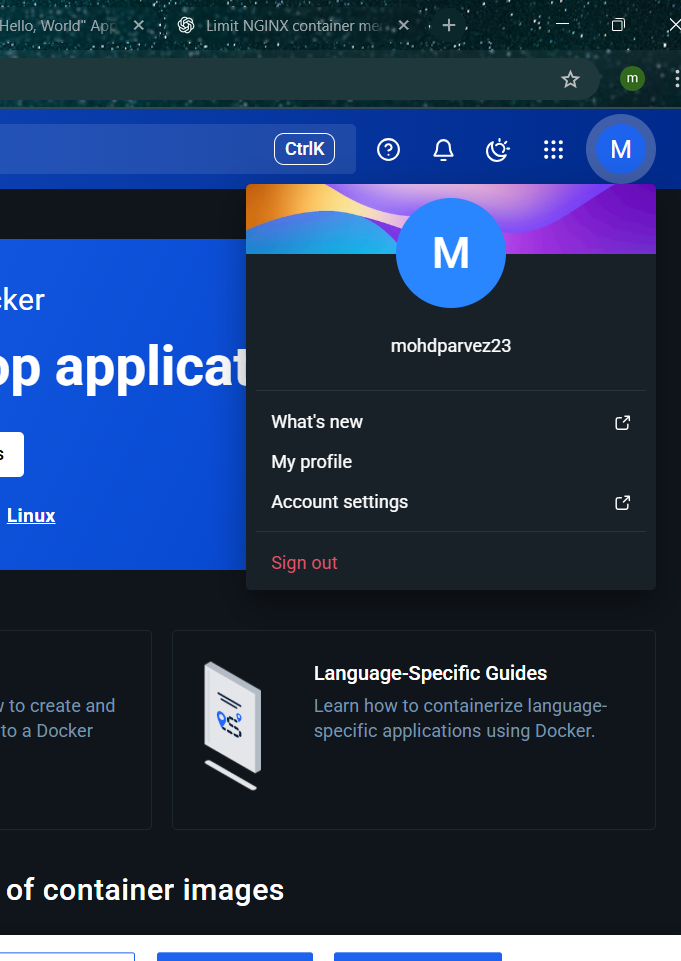 Hello, World" Ap
Limit NGINX container me
m
CtrlK
M
M
cker
mohdparvez23
op applicat
What's new
s
My profile
Account settings
Linux
Sign out
Language-Specific Guides
w to create and
Learn how to containerize language-
to a Docker
specific applications using Docker.
of container images